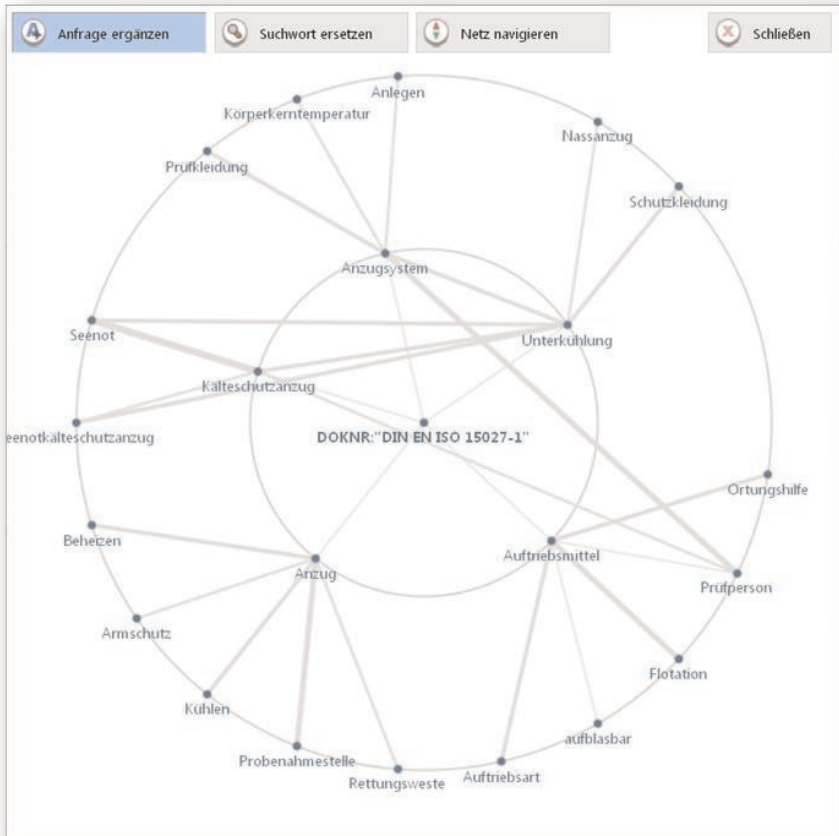 Anfrage ergänzen
Suchwort ersetzen
Netz navigieren
Schließen
Anlegen
Körperkerntemperatur
Nassanzug
Prüfkleidung
Schutzkleidung
Anzugsystem
Seenot
Unterkühlung
Kälteschutzanzug
eenotkälteschutzanzug
DOKNR:"DIN EN ISO 15027-1"
Ortungshilfe
Beheizen
Auftriebsmittel
Anzug
Prüfperson
Armschutz
Flotation
Kühlen
aufblasbar
Probenahmestelle
Auftriebsart
Rettungsweste